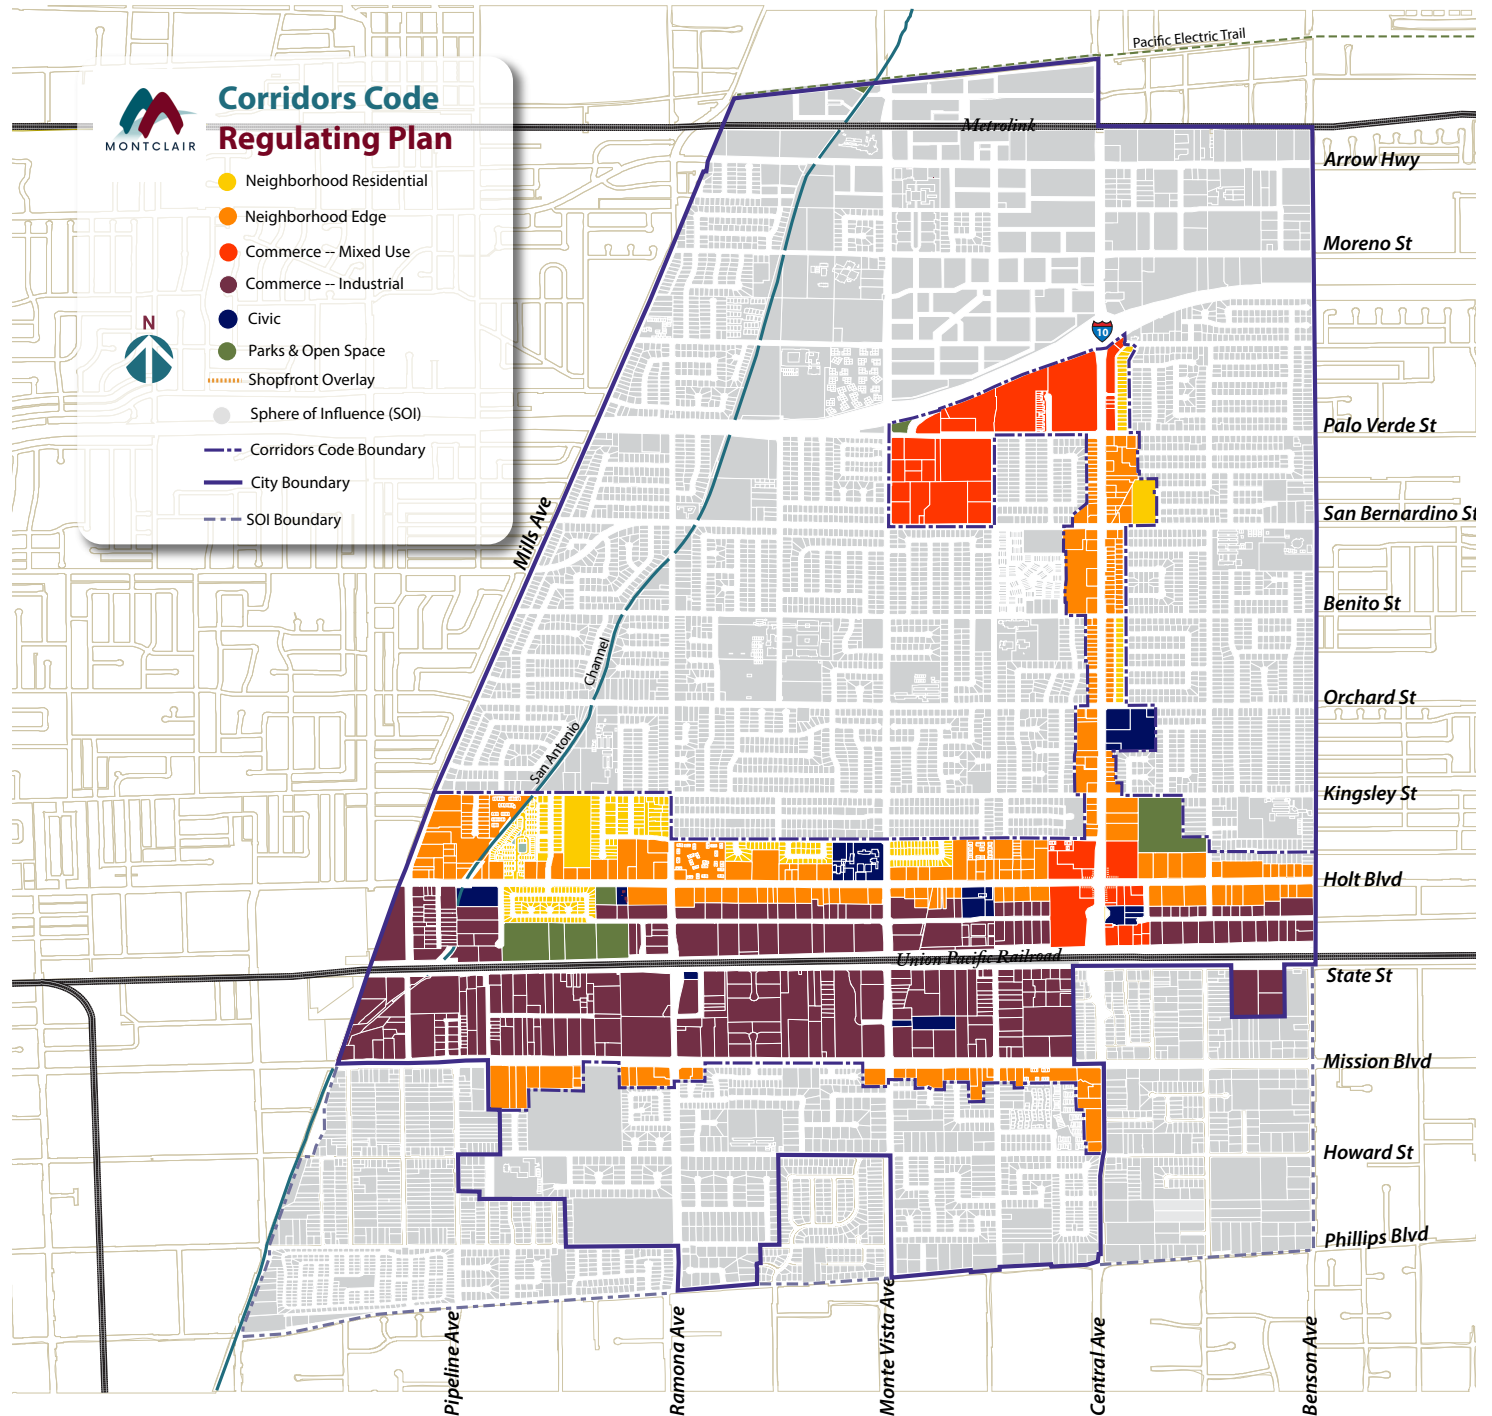 Pacific Electric Trail
Corridors Code
Regulating Plan
MONTCLAIR
Metrolink
Arrow Hwy
Neighborhood Residential
Neighborhood Edge
Moreno St
Commerce -- Mixed Use
Commerce -- Industrial
Civic
N
10
Parks & Open Space
Shopfront Overlay
Sphere of Influence (SOI)
Palo Verde St
Corridors Code Boundary
City Boundary
SOI Boundary
San Bernardino St
Mills Ave
Benito St
Channel
Orchard St
San Antonio
Kingsley St
Holt Blvd
Union Pacific Railroad
State St
Mission Blvd
Howard St
Phillips Blvd
Pipeline Ave
Ramona Ave
Monte Vista Ave
Central Ave
Benson Ave